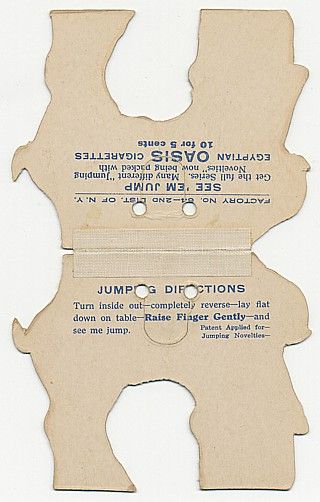 FACTORY NO. 64—2ND DIST. OF N. Y.
SEE 'EM JUMP
Get the full Series. Many different "Jumping
Novelties" now being packed with
EGYPTIAN OASIS CIGARETTES
10 for 5 cents
JUMPING DIRECTIONS
Turn inside out—completely reverse—lay flat
down on table—Raise Finger Gently—and
see me jump. Patent Applied for—
Jumping Novelties—